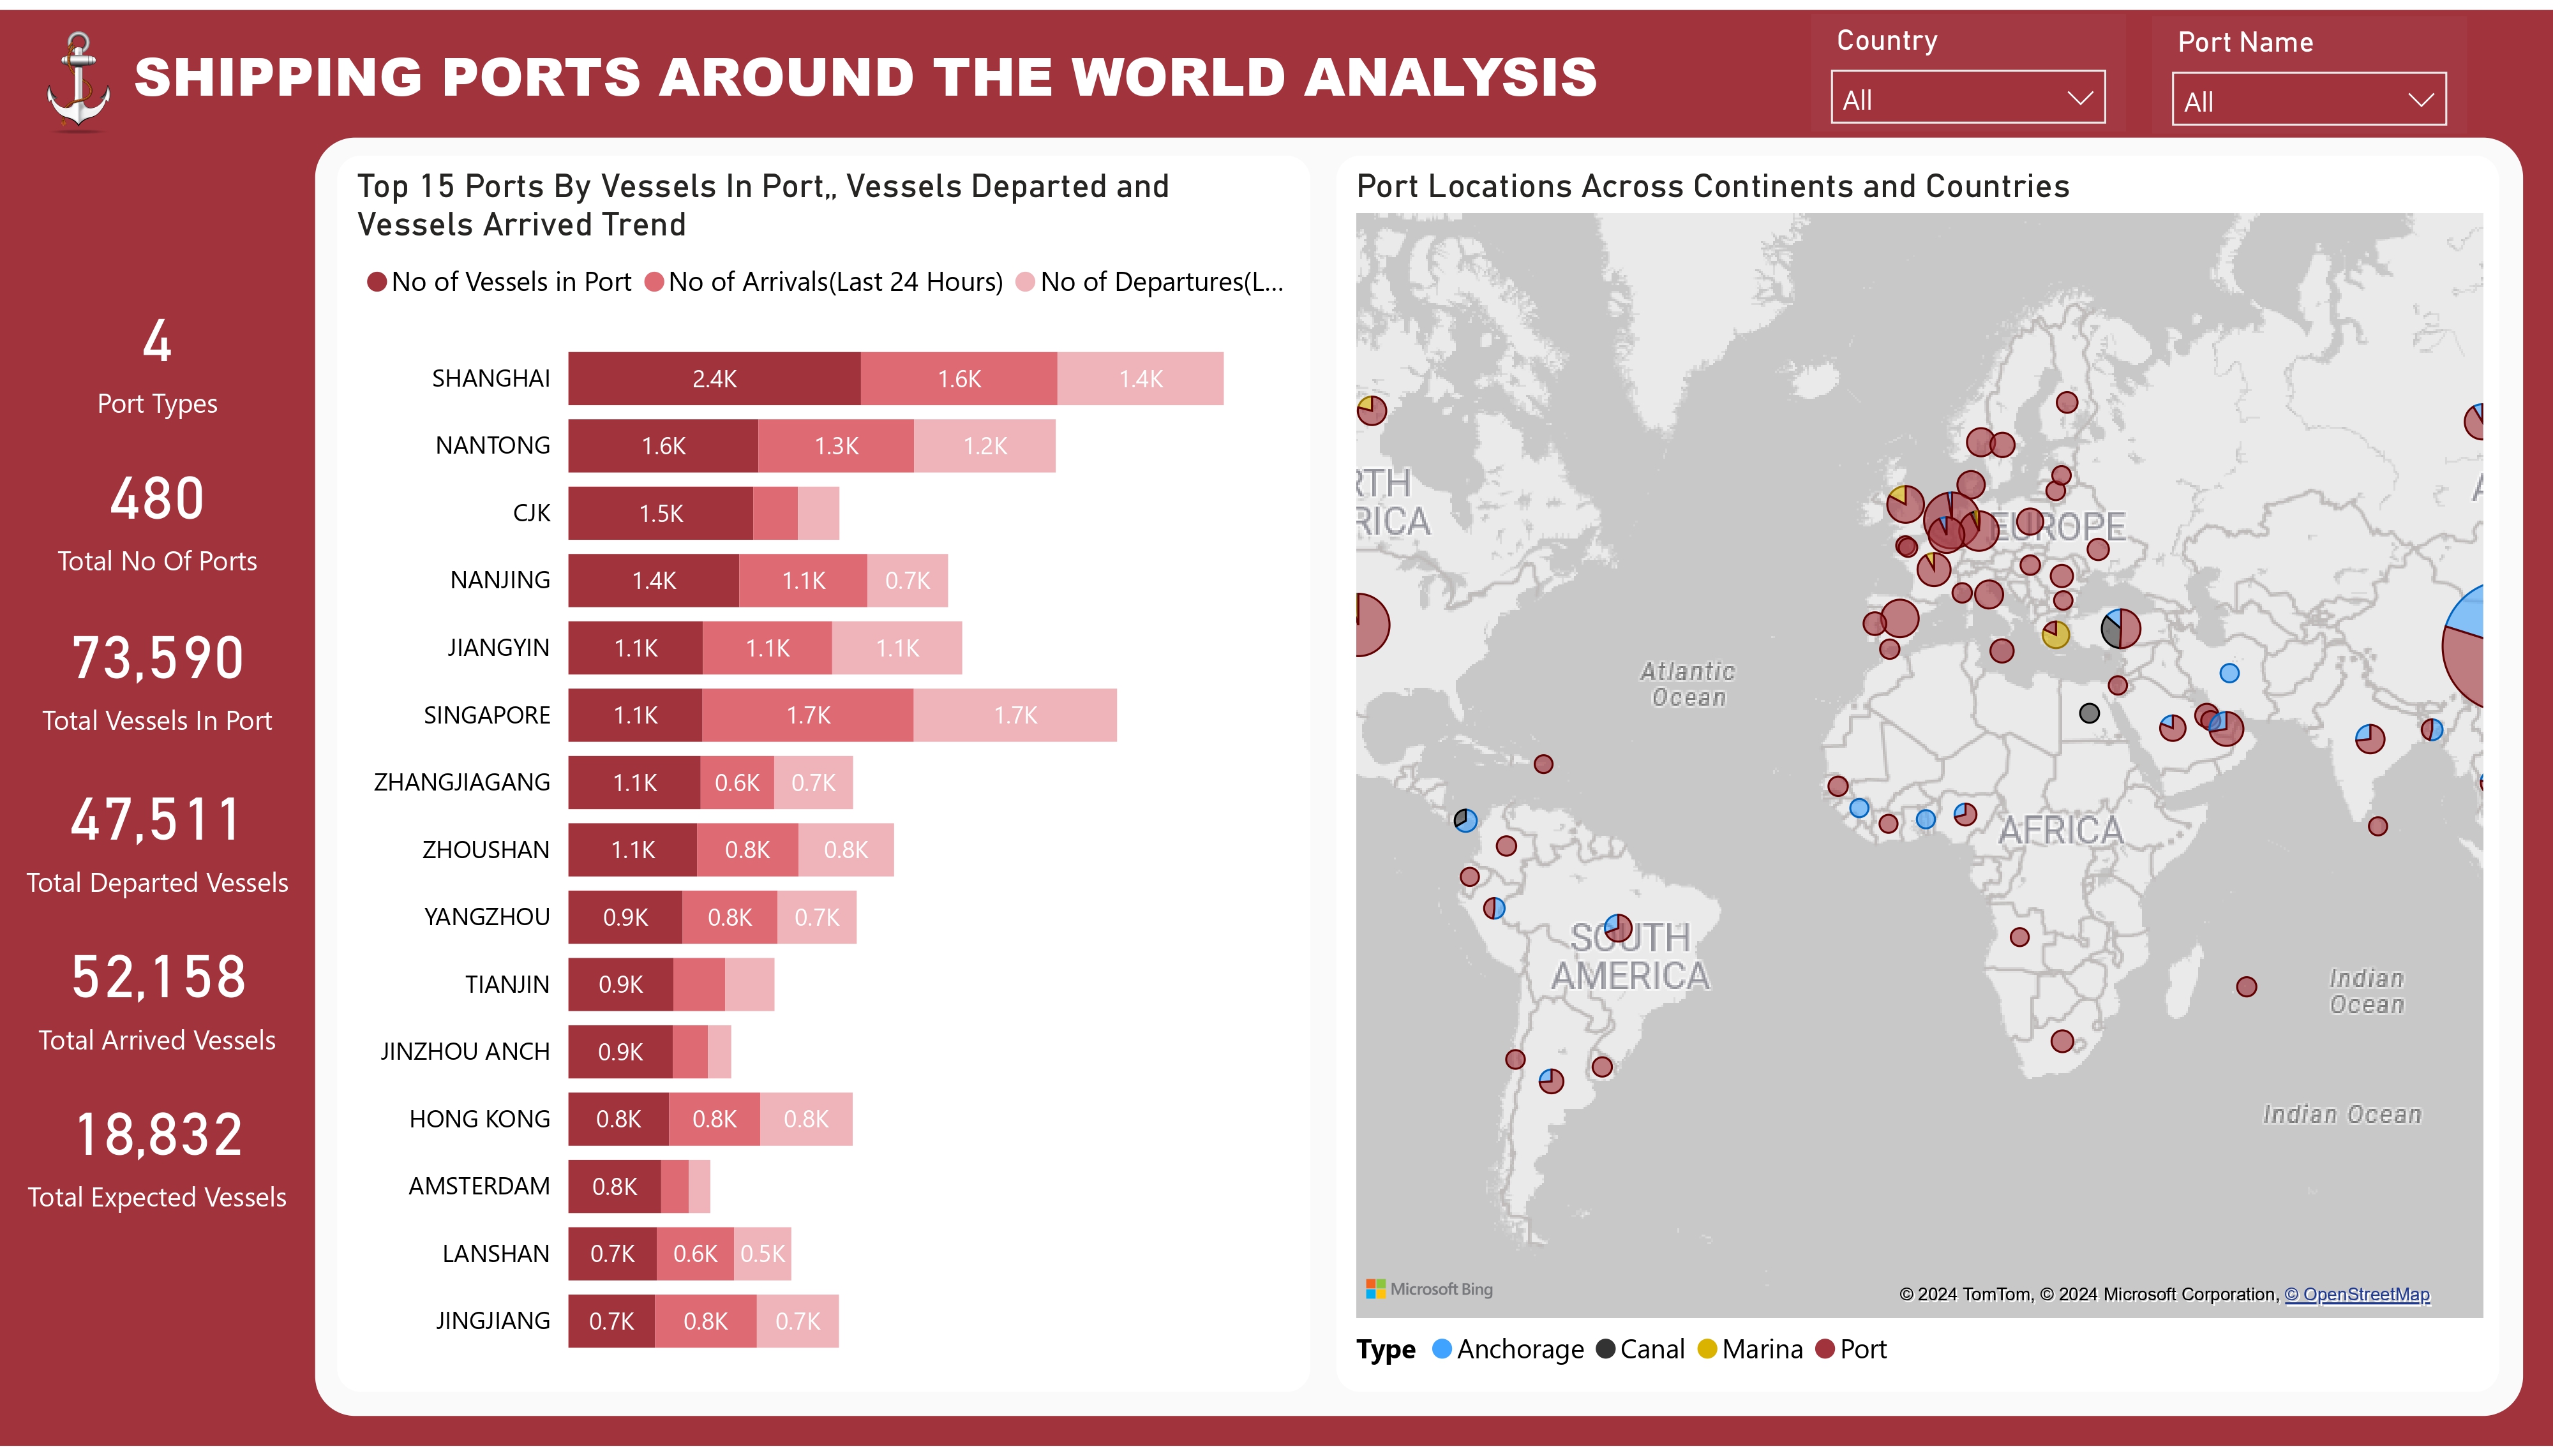 SHIPPING PORTS AROUND THE WORLD ANALYSIS
Country
All
Port Name
All
4
Port Types
480
Total No Of Ports
73,590
Total Vessels In Port
47,511
Total Departed Vessels
52,158
Total Arrived Vessels
18,832
Total Expected Vessels
Top 15 Ports By Vessels In Port,, Vessels Departed and
Vessels Arrived Trend
No of Vessels in Port No of Arrivals(Last 24 Hours) No of Departures(L...
SHANGHAI 2.4K 1.6K 1.4K
NANTONG 1.6K 1.3K 1.2K
CJK 1.5K
NANJING 1.4K 1.1K 0.7K
JIANGYIN 1.1K 1.1K 1.1K
SINGAPORE 1.1K 1.7K 1.7K
ZHANGJIAGANG 1.1K 0.6K 0.7K
ZHOUSHAN 1.1K 0.8K 0.8K
YANGZHOU 0.9K 0.8K 0.7K
TIANJIN 0.9K
JINZHOU ANCH 0.9K
HONG KONG 0.8K 0.8K 0.8K
AMSTERDAM 0.8K
LANSHAN 0.7K 0.6K 0.5K
JINGJIANG 0.7K 0.8K 0.7K
Port Locations Across Continents and Countries
RTH
RICA
EUROPE
A
Atlantic
Ocean
AFRICA
SOUTH
AMERICA
Indian
Ocean
Indian Ocean
Microsoft Bing
© 2024 TomTom, © 2024 Microsoft Corporation, © OpenStreetMap
Type Anchorage Canal Marina Port